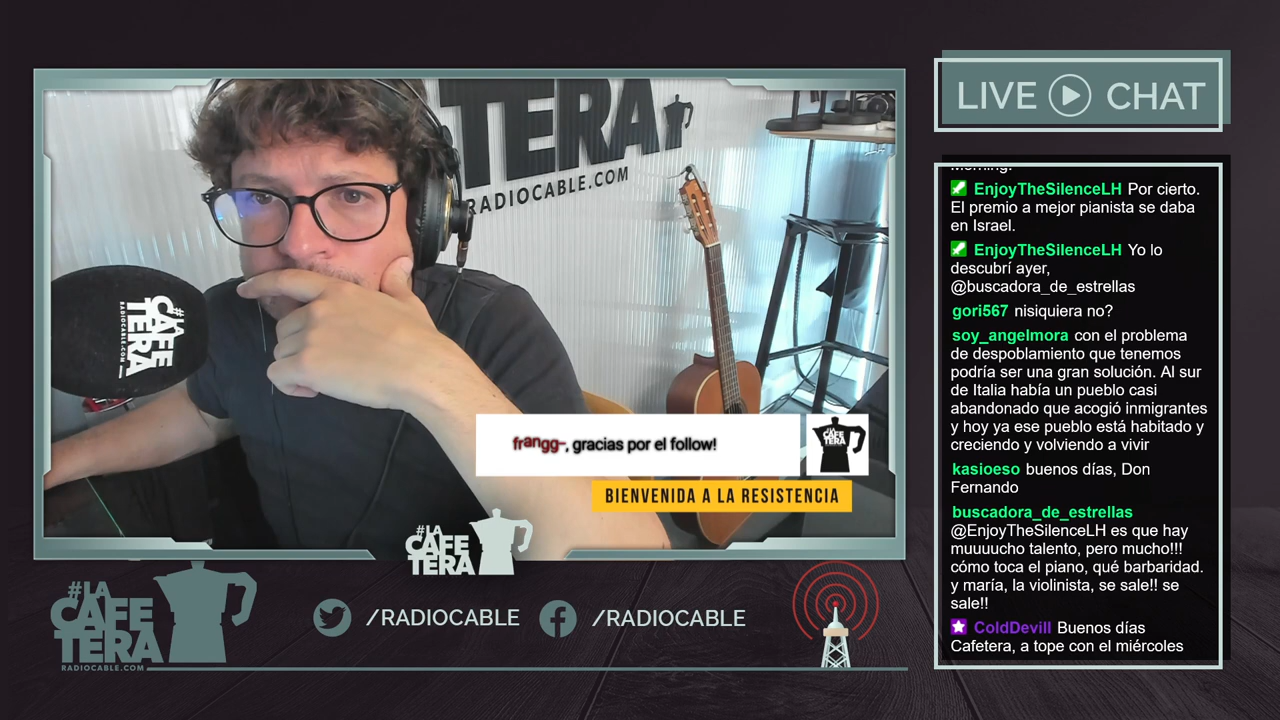 TERA
RADIOCABLE.COM
#LA
CAFE
TERA
RADIOCABLE.COM
frangg-, gracias por el follow!
#LA
CAFE
TERA
BIENVENIDA A LA RESISTENCIA
#LA
CAFE
TERA
#LA
CAFE
TERA
RADIOCABLE.COM
/RADIOCABLE
/RADIOCABLE
LIVE CHAT
EnjoyTheSilenceLH Por cierto.
El premio a mejor pianista se daba
en Israel.
EnjoyTheSilenceLH Yo lo
descubrí ayer,
@buscadora_de_estrellas
gori567 nisiquiera no?
soy_angelmora con el problema
de despoblamiento que tenemos
podría ser una gran solución. Al sur
de Italia había un pueblo casi
abandonado que acogió inmigrantes
y hoy ya ese pueblo está habitado y
creciendo y volviendo a vivir
kasioeso buenos días, Don
Fernando
buscadora_de_estrellas
@EnjoyTheSilenceLH es que hay
muuuucho talento, pero mucho!!!
cómo toca el piano, qué barbaridad.
y maría, la violinista, se sale!! se
sale!!
ColdDevill Buenos días
Cafetera, a tope con el miércoles